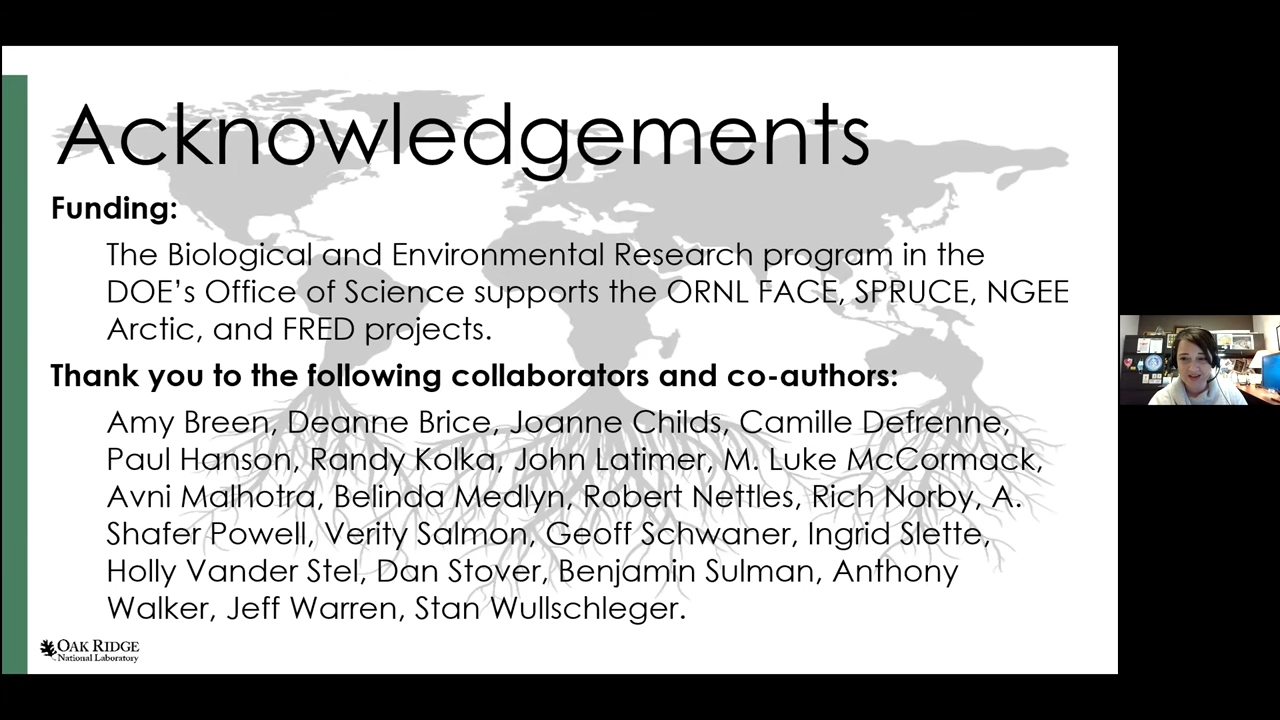 Acknowledgements
Funding:
The Biological and Environmental Research program in the
DOE’s Office of Science supports the ORNL FACE, SPRUCE, NGEE
Arctic, and FRED projects.
Thank you to the following collaborators and co-authors:
Amy Breen, Deanne Brice, Joanne Childs, Camille Defrenne,
Paul Hanson, Randy Kolka, John Latimer, M. Luke McCormack,
Avni Malhotra, Belinda Medlyn, Robert Nettles, Rich Norby, A.
Shafer Powell, Verity Salmon, Geoff Schwaner, Ingrid Slette,
Holly Vander Stel, Dan Stover, Benjamin Sulman, Anthony
Walker, Jeff Warren, Stan Wullschleger.
OAK RIDGE
National Laboratory